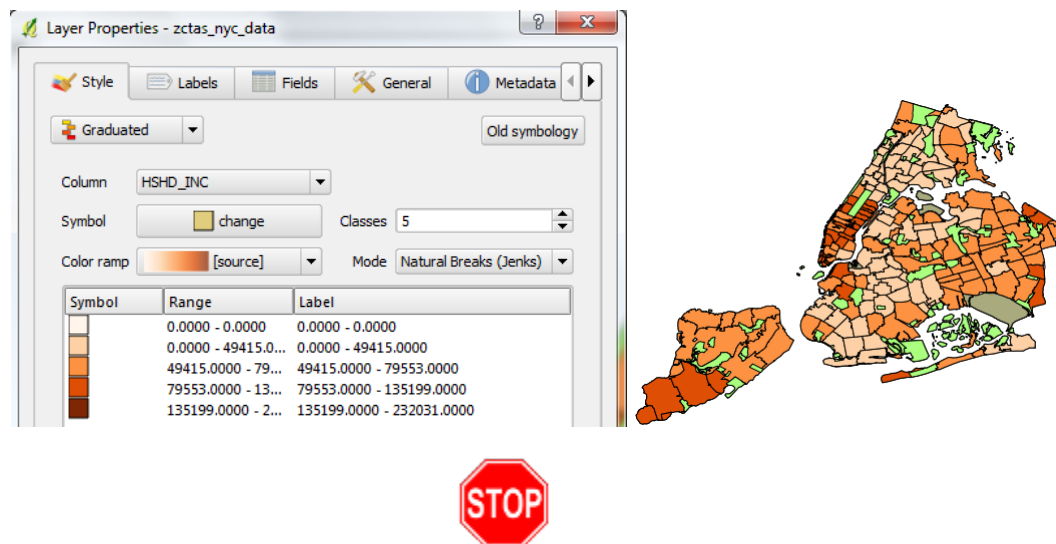 Layer Properties - zctas_nyc_data
? x
Style Labels Fields General Metadata
Graduated Old symbology
Column HSHD_INC
Symbol change Classes 5
Color ramp [source] Mode Natural Breaks (Jenks)
Symbol Range Label
0.0000 - 0.0000 0.0000 - 0.0000
0.0000 - 49415.0... 0.0000 - 49415.0000
49415.0000 - 79... 49415.0000 - 79553.0000
79553.0000 - 13... 79553.0000 - 135199.0000
135199.0000 - 2... 135199.0000 - 232031.0000
STOP